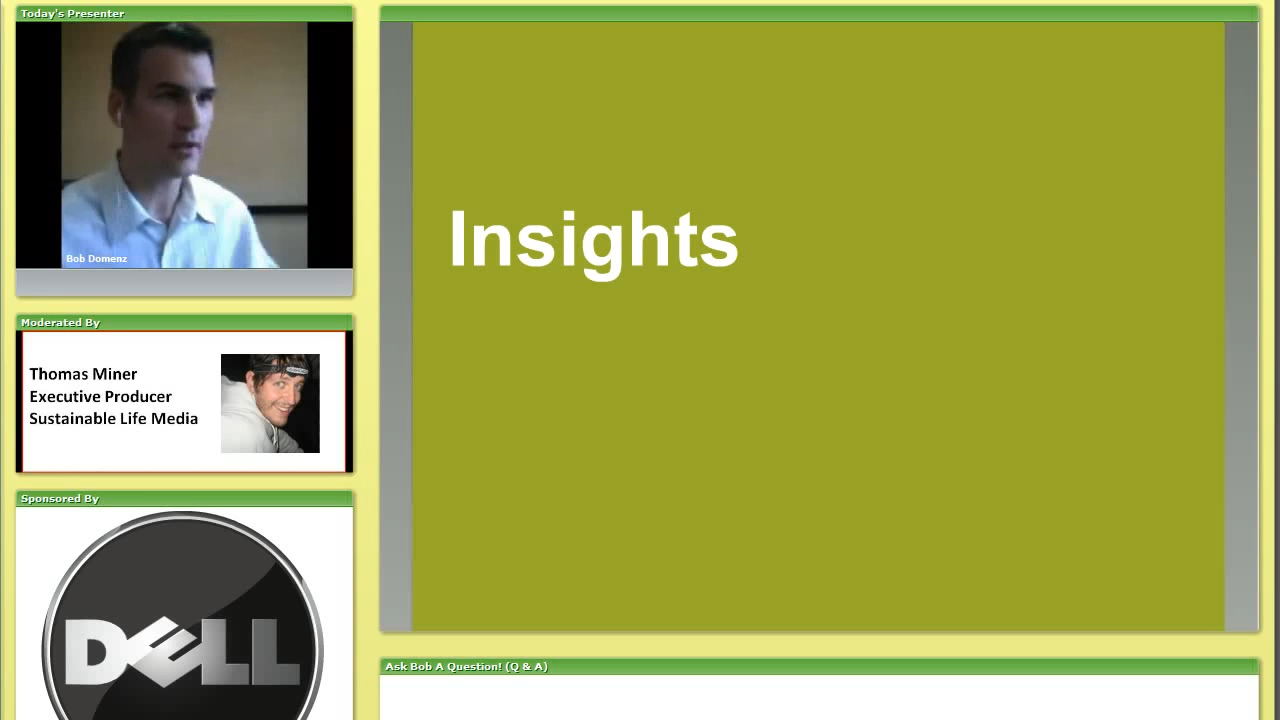 Today's Presenter
Bob Domenz
Moderated By
Thomas Miner
Executive Producer
Sustainable Life Media
Sponsored By
DELL
Insights
Ask Bob A Question! (Q & A)